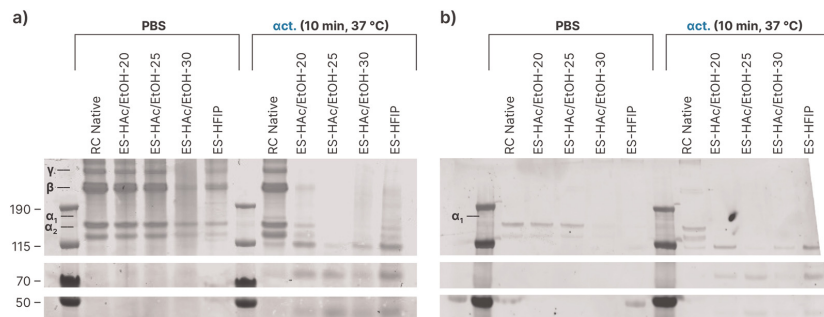 a)
PBS
αct. (10 min, 37 °C)
RC Native
ES-HAc/EtOH-20
ES-HAc/EtOH-25
ES-HAc/EtOH-30
ES-HFIP
RC Native
ES-HAc/EtOH-20
ES-HAc/EtOH-25
ES-HAc/EtOH-30
ES-HFIP
γ
β
190
α1
α2
115
70
50
b)
PBS
αct. (10 min, 37 °C)
RC Native
ES-HAc/EtOH-20
ES-HAc/EtOH-25
ES-HAc/EtOH-30
ES-HFIP
RC Native
ES-HAc/EtOH-20
ES-HAc/EtOH-25
ES-HAc/EtOH-30
ES-HFIP
α1